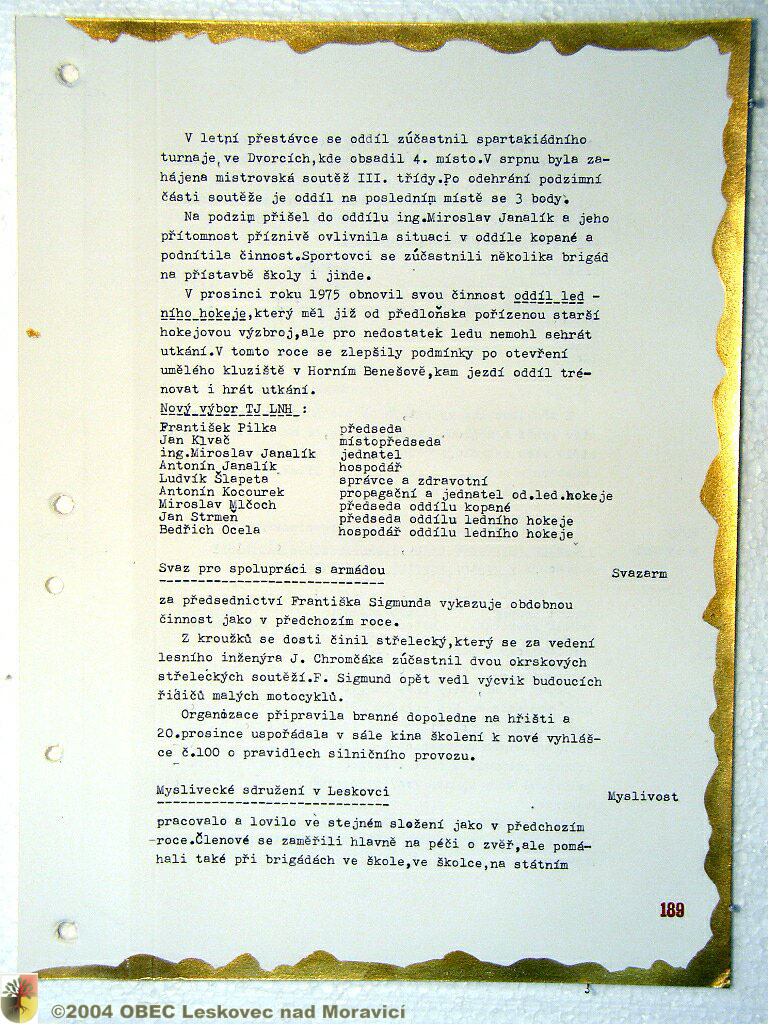 V letní přestávce se oddíl zúčastnil spartakiádního
turnaje, ve Dvorcích,kde obsadil 4. místo.V srpnu byla za-
hájena mistrovská soutěž III. třídy.Po odehrání podzimní
části soutěže je oddíl na posledním místě se 3 body.
Na podzim přišel do oddílu ing.Miroslav Janalík a jeho
přítomnost příznivě ovlivnila situaci v oddíle kopané a
podnítila činnost.Sportovci se zúčastnili několika brigád
na přístavbě školy i jinde.
V prosinci roku 1975 obnovil svou činnost oddíl led -
ního hokeje,který měl již od předloňska pořízenou starší
hokejovou výzbroj,ale pro nedostatek ledu nemohl sehrát
utkání.V tomto roce se zlepšily podmínky po otevření
umělého kluziště v Horním Benešově,kam jezdí oddíl tré-
novat i hrát utkání.
Nový výbor TJ LNH :
František Pilka předseda
Jan Klvač místopředseda
ing.Miroslav Janalík jednatel
Antonín Janalík hospodář
Ludvík Šlapeta správce a zdravotní
Antonín Kocourek propagační a jednatel od.led.hokeje
Miroslav Mlčoch předseda oddílu kopané
Jan Strmeň předseda oddílu ledního hokeje
Bedřich Ocela hospodář oddílu ledního hokeje
Svaz pro spolupráci s armádou Svazarm
za předsednictví Františka Sigmunda vykazuje obdobnou
činnost jako v předchozím roce.
Z kroužků se dosti činil střelecký,který se za vedení
lesního inženýra J. Chromčáka zúčastnil dvou okrskových
střeleckých soutěží.F. Sigmund opět vedl výcvik budoucích
řidičů malých motocyklů.
Organizace připravila branné dopoledne na hřišti a
20.prosince uspořádala v sále kina školení k nové vyhláš-
ce č.100 o pravidlech silničního provozu.
Myslivecké sdružení v Leskovci Myslivost
pracovalo a lovilo ve stejném složení jako v předchozím
roce.Členové se zaměřili hlavně na péči o zvěř,ale pomá-
hali také při brigádách ve škole,ve školce,na státním
189
©2004 OBEC Leskovec nad Moravicí